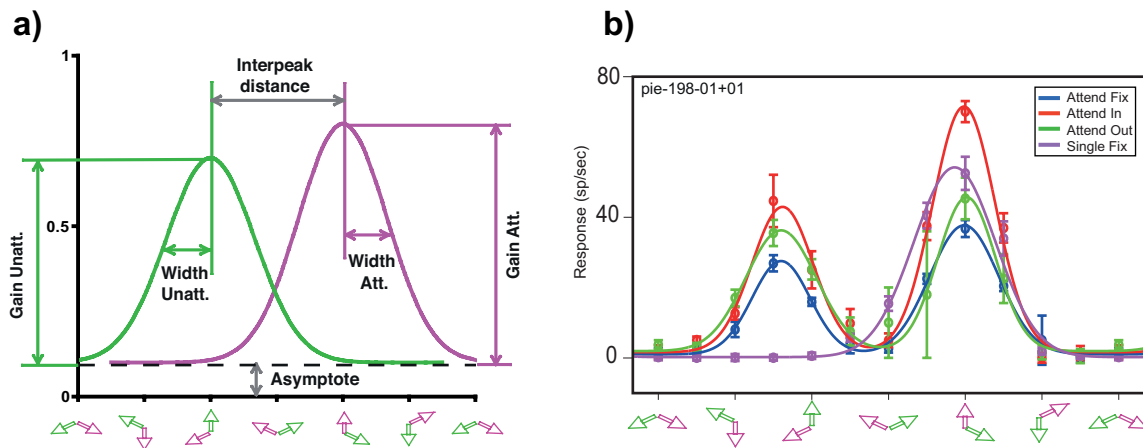 a)
1
Interpeak
distance
Gain Unatt.
0.5
Width
Unatt.
Width
Att.
Gain Att.
Asymptote
0
b)
80
pie-198-01+01
Attend Fix
Attend In
Attend Out
Single Fix
Response (sp/sec)
40
0